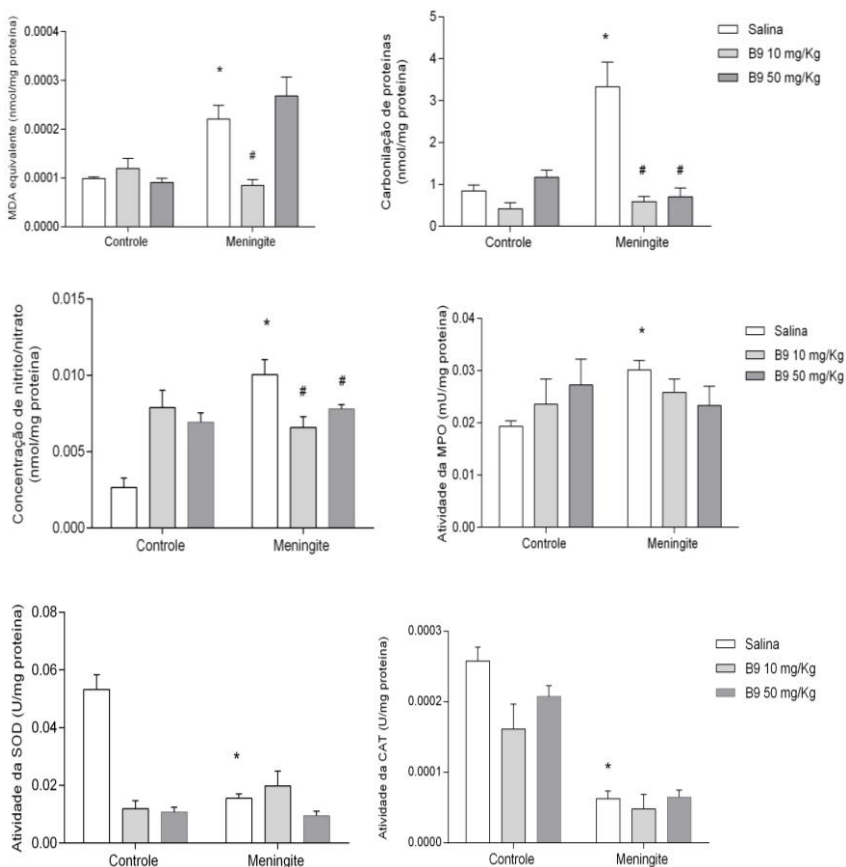 MDA equivalente (nmol/mg proteína)
0.0004
0.0003
0.0002
0.0001
0.0000
*
#
Controle
Meningite
Carbonilação de proteínas
(nmol/mg proteína)
5
4
3
2
1
0
*
#
#
Controle
Meningite
Salina
B9 10 mg/Kg
B9 50 mg/Kg
Concentração de nitrito/nitrato
(nmol/mg proteína)
0.015
0.010
0.005
0.000
*
#
#
Controle
Meningite
Atividade da MPO (mU/mg proteína)
0.04
0.03
0.02
0.01
0.00
*
Controle
Meningite
Salina
B9 10 mg/Kg
B9 50 mg/Kg
Atividade da SOD (U/mg proteína)
0.08
0.06
0.04
0.02
0.00
*
Controle
Meningite
Atividade da CAT (U/mg proteína)
0.0003
0.0002
0.0001
0.0000
*
Controle
Meningite
Salina
B9 10 mg/Kg
B9 50 mg/Kg